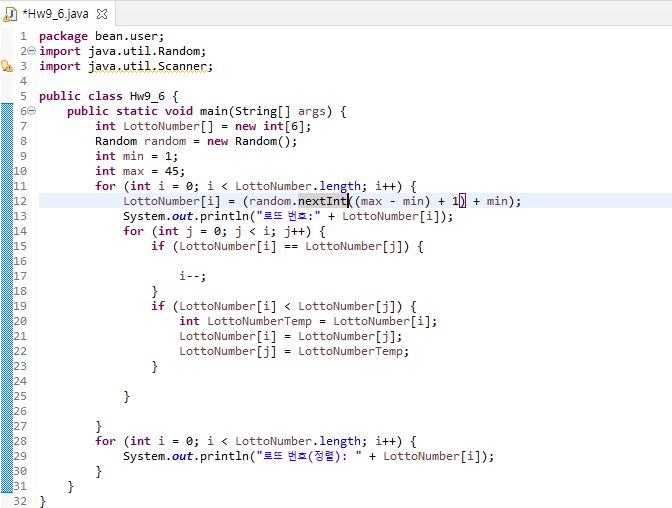 *Hw9_6.java
1 package bean.user;
2 import java.util.Random;
3 import java.util.Scanner;
4
5 public class Hw9_6 {
6 public static void main(String[] args) {
7 int LottoNumber[] = new int[6];
8 Random random = new Random();
9 int min = 1;
10 int max = 45;
11 for (int i = 0; i < LottoNumber.length; i++) {
12 LottoNumber[i] = (random.nextInt((max - min) + 1) + min);
13 System.out.println("로또 번호:" + LottoNumber[i]);
14 for (int j = 0; j < i; j++) {
15 if (LottoNumber[i] == LottoNumber[j]) {
16
17 i--;
18 }
19 if (LottoNumber[i] < LottoNumber[j]) {
20 int LottoNumberTemp = LottoNumber[i];
21 LottoNumber[i] = LottoNumber[j];
22 LottoNumber[j] = LottoNumberTemp;
23 }
24
25 }
26
27 }
28 for (int i = 0; i < LottoNumber.length; i++) {
29 System.out.println("로또 번호(정렬): " + LottoNumber[i]);
30 }
31 }
32 }